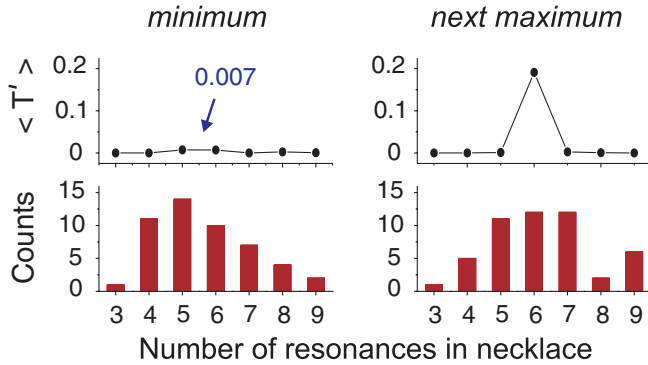 minimum
next maximum
< T′ >
0.2
0.1
0
0.007
0.2
0.1
0
Counts
15
10
5
0
3 4 5 6 7 8 9
15
10
5
0
3 4 5 6 7 8 9
Number of resonances in necklace